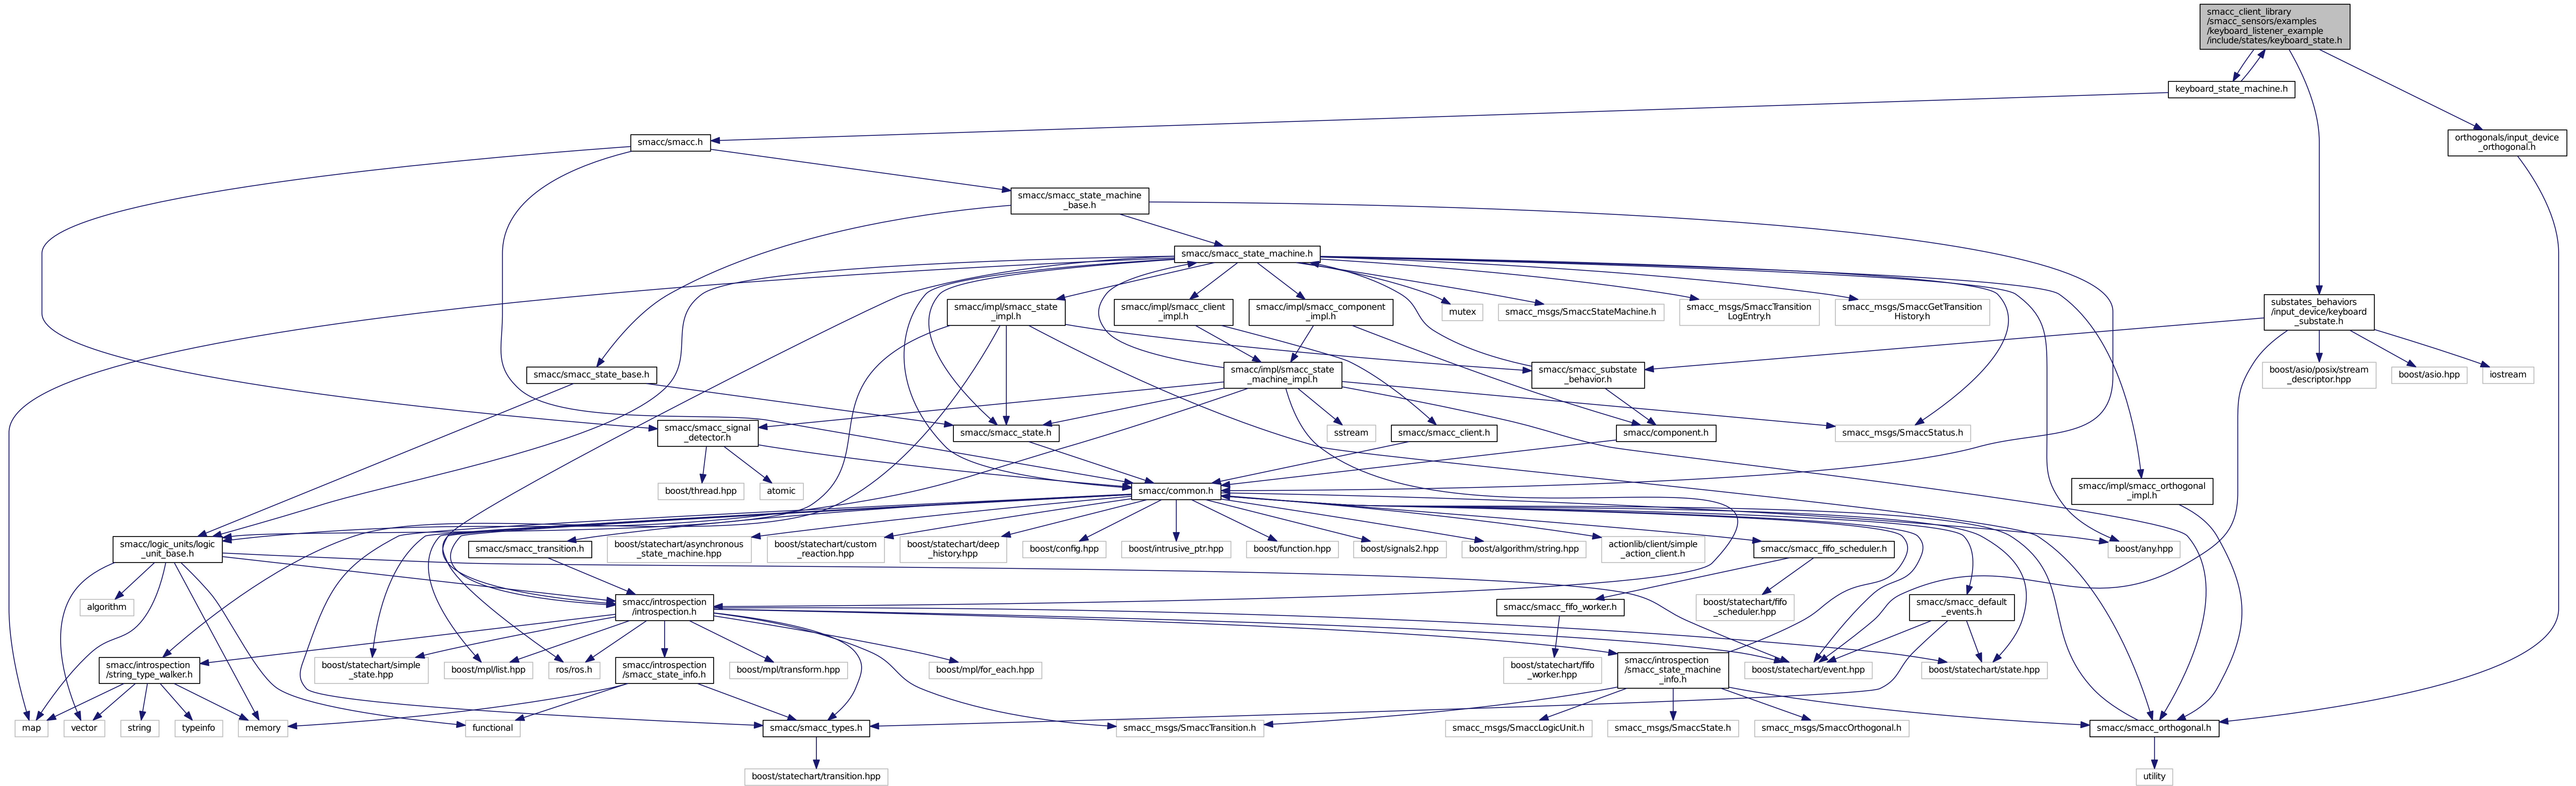 smacc_client_library
/smacc_sensors/examples
/keyboard_listener_example
/include/states/keyboard_state.h
keyboard_state_machine.h
smacc/smacc.h
orthogonals/input_device
_orthogonal.h
smacc/smacc_state_machine
_base.h
smacc/smacc_state_machine.h
smacc/impl/smacc_state
_impl.h
smacc/impl/smacc_client
_impl.h
smacc/impl/smacc_component
_impl.h
mutex
smacc_msgs/SmaccStateMachine.h
smacc_msgs/SmaccTransition
LogEntry.h
smacc_msgs/SmaccGetTransition
History.h
substates_behaviors
/input_device/keyboard
_substate.h
smacc/smacc_state_base.h
smacc/impl/smacc_state
_machine_impl.h
smacc/smacc_substate
_behavior.h
boost/asio/posix/stream
_descriptor.hpp
boost/asio.hpp
iostream
smacc/smacc_signal
_detector.h
smacc/smacc_state.h
sstream
smacc/smacc_client.h
smacc/component.h
smacc_msgs/SmaccStatus.h
boost/thread.hpp
atomic
smacc/common.h
smacc/impl/smacc_orthogonal
_impl.h
smacc/logic_units/logic
_unit_base.h
smacc/smacc_transition.h
boost/statechart/asynchronous
_state_machine.hpp
boost/statechart/custom
_reaction.hpp
boost/statechart/deep
_history.hpp
boost/config.hpp
boost/intrusive_ptr.hpp
boost/function.hpp
boost/signals2.hpp
boost/algorithm/string.hpp
actionlib/client/simple
_action_client.h
smacc/smacc_fifo_scheduler.h
boost/any.hpp
algorithm
smacc/introspection
/introspection.h
smacc/smacc_fifo_worker.h
boost/statechart/fifo
_scheduler.hpp
smacc/smacc_default
_events.h
smacc/introspection
/string_type_walker.h
boost/statechart/simple
_state.hpp
boost/mpl/list.hpp
ros/ros.h
smacc/introspection
/smacc_state_info.h
boost/mpl/transform.hpp
boost/mpl/for_each.hpp
boost/statechart/fifo
_worker.hpp
smacc/introspection
/smacc_state_machine
_info.h
boost/statechart/event.hpp
boost/statechart/state.hpp
map
vector
string
typeinfo
memory
functional
smacc/smacc_types.h
smacc_msgs/SmaccTransition.h
smacc_msgs/SmaccLogicUnit.h
smacc_msgs/SmaccState.h
smacc_msgs/SmaccOrthogonal.h
smacc/smacc_orthogonal.h
boost/statechart/transition.hpp
utility